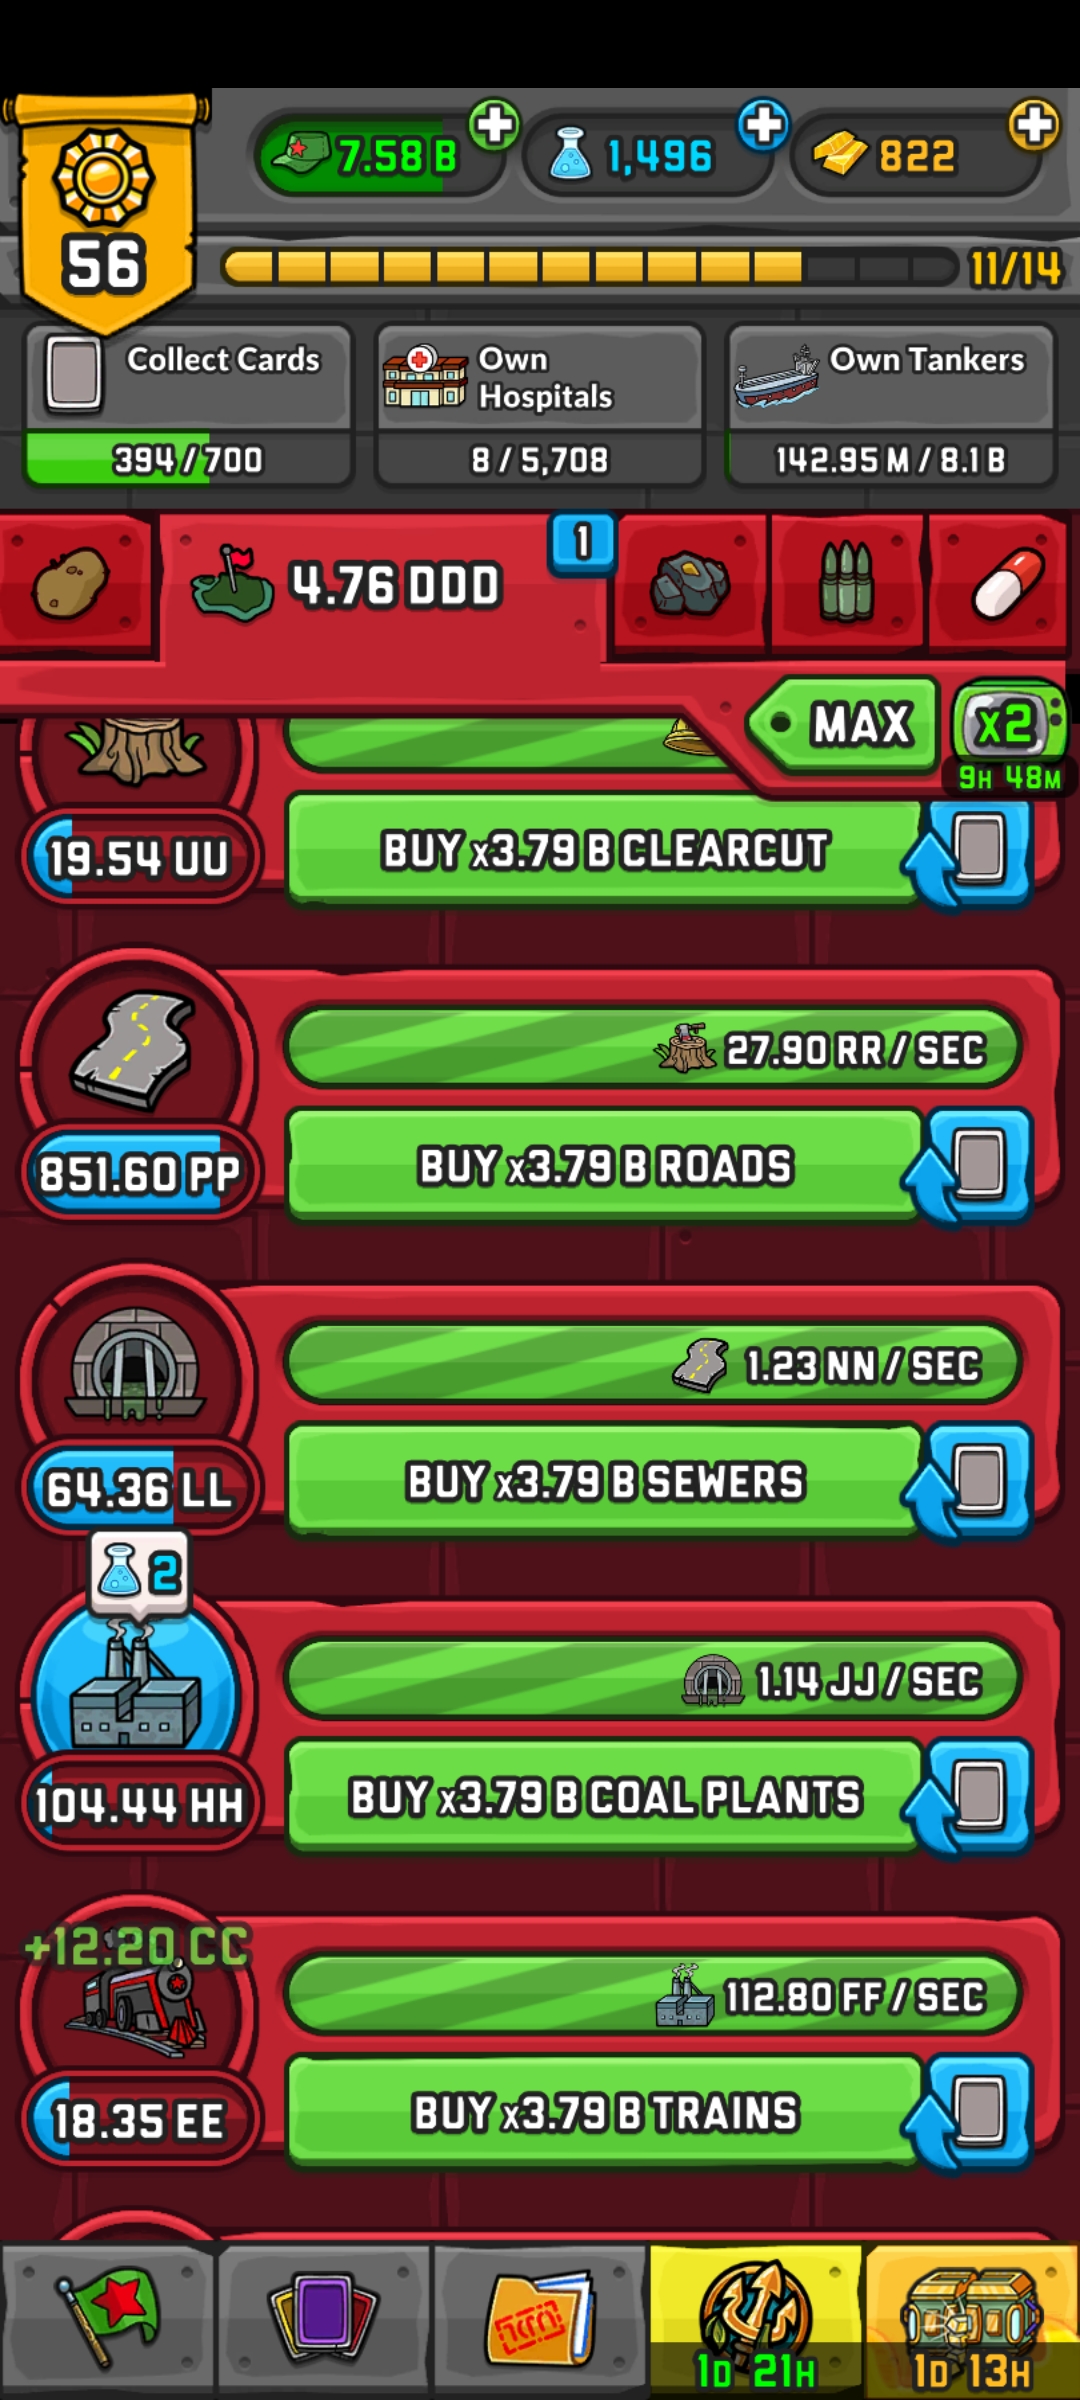 56
7.58 B
1,496
822
11/14
Collect Cards
394 / 700
Own
Hospitals
8 / 5,708
Own Tankers
142.95 M / 8.1 B
4.76 DDD
1
MAX
x2
9H 48M
19.54 UU
BUY x3.79 B CLEARCUT
27.90 RR / SEC
851.60 PP
BUY x3.79 B ROADS
1.23 NN / SEC
64.36 LL
BUY x3.79 B SEWERS
2
1.14 JJ / SEC
104.44 HH
BUY x3.79 B COAL PLANTS
+12.20 CC
112.80 FF / SEC
18.35 EE
BUY x3.79 B TRAINS
1D 21H
1D 13H